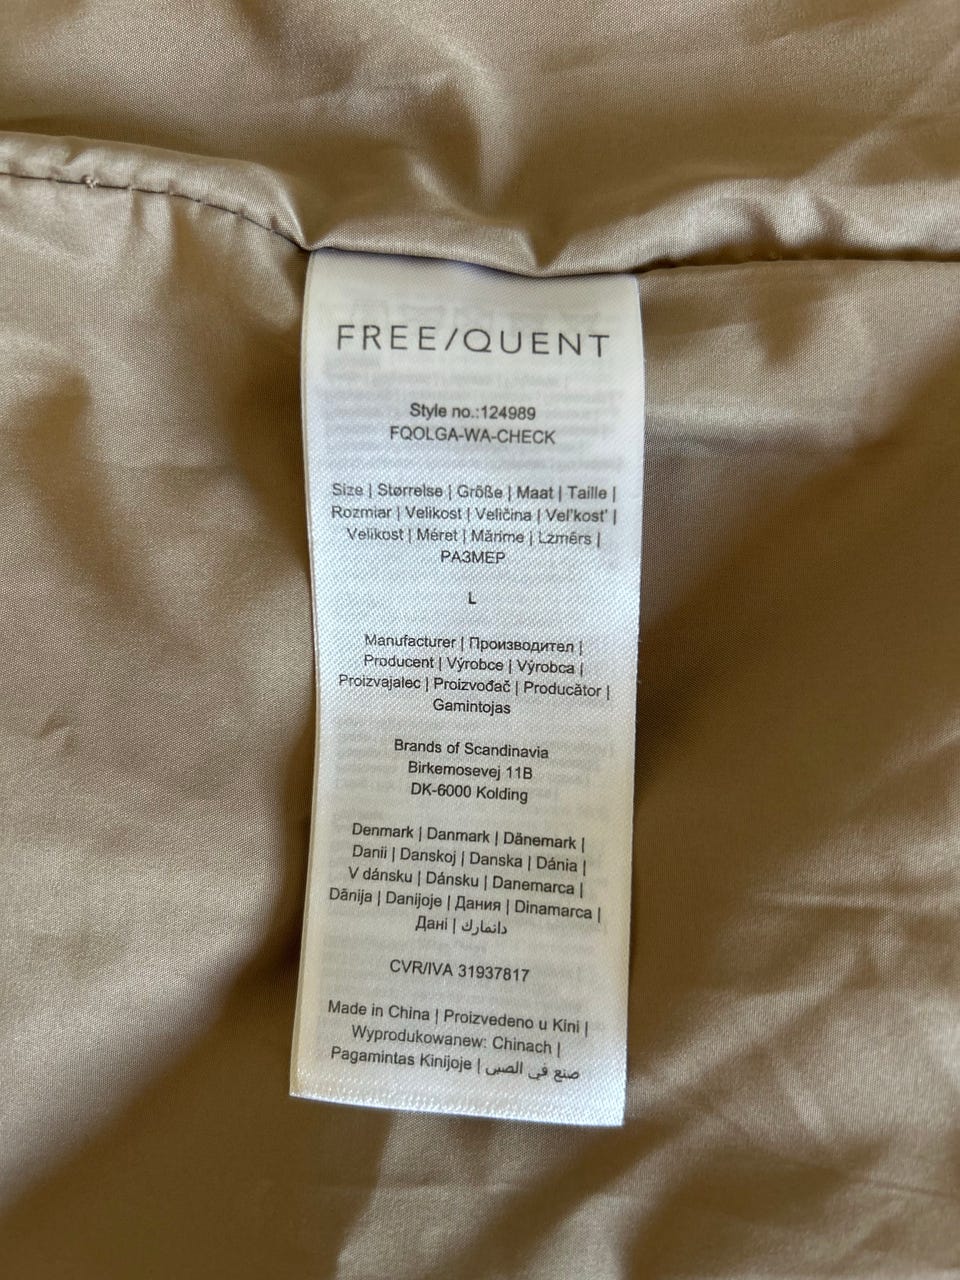 FREE/QUENT
Style no.:124989
FQOLGA-WA-CHECK
Size | Størrelse | Größe | Maat | Taille |
Rozmiar | Velikost | Veličina | Vel'kost' |
Velikost | Méret | Mărime | Lzmērs |
РАЗМЕР
L
Manufacturer | Производител |
Producent | Výrobce | Výrobca |
Proizvajalec | Proizvođač | Producător |
Gamintojas
Brands of Scandinavia
Birkemosevej 11B
DK-6000 Kolding
Denmark | Danmark | Dänemark |
Danii | Danskoj | Danska | Dánia |
V dánsku | Dánsku | Danemarca |
Dānija | Danijoje | Дания | Dinamarca |
Дані | دانمارك
CVR/IVA 31937817
Made in China | Proizvedeno u Kini |
Wyprodukowanew: Chinach |
Pagamintas Kinijoje | صنع في الصين